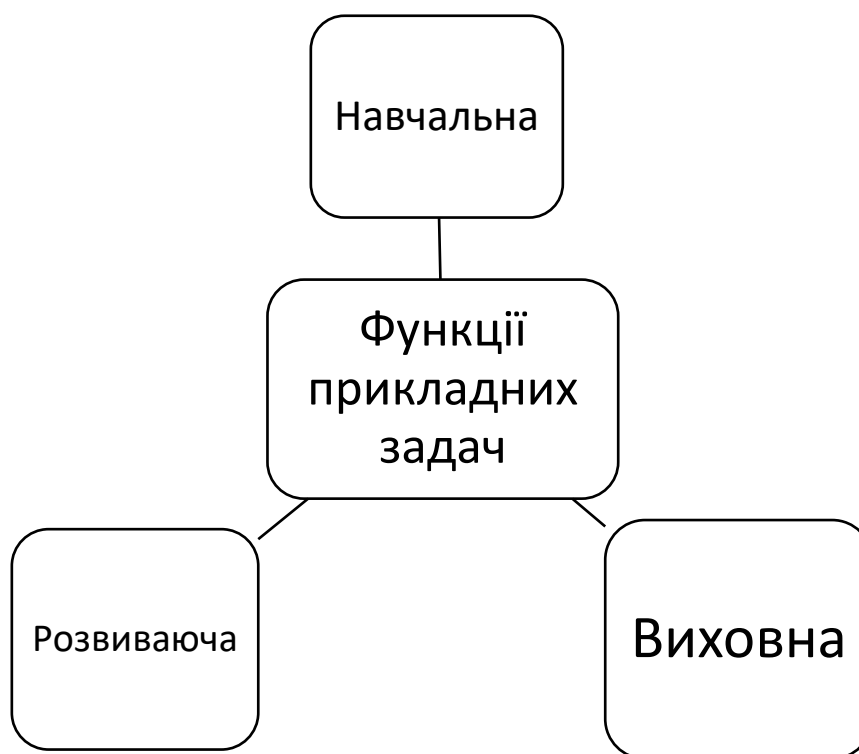 Навчальна
Функції
прикладних
задач
Розвиваюча
Виховна